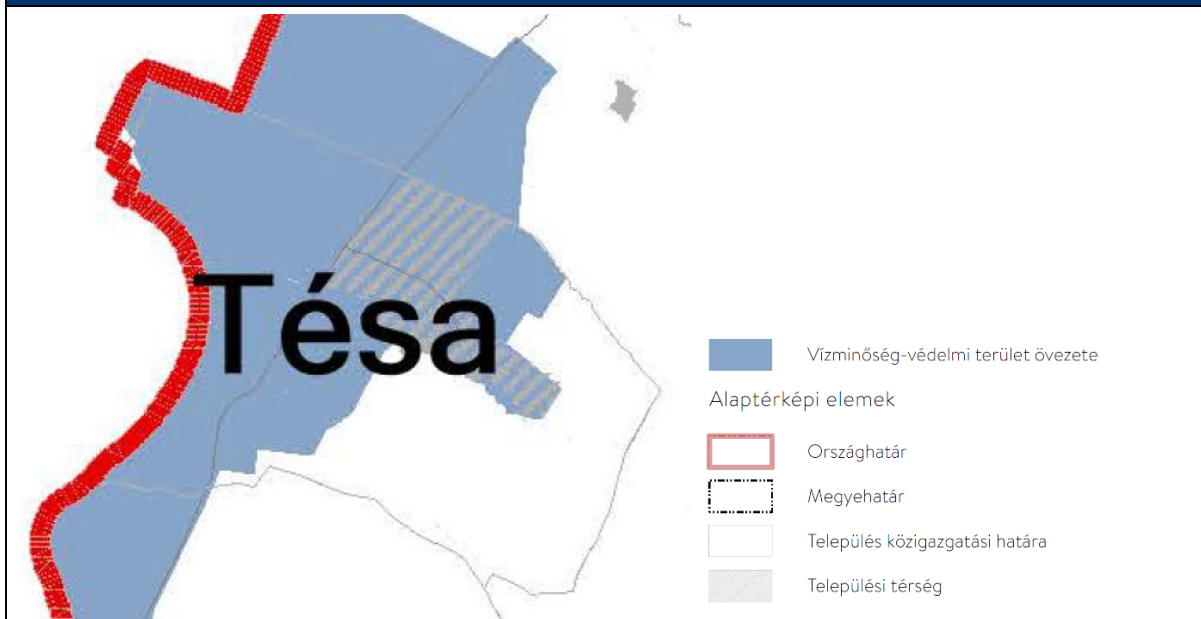 Tésa
Vízminőség-védelmi terület övezete
Alaptérképi elemek
Országhatár
Megyehatár
Település közigazgatási határa
Települési térség